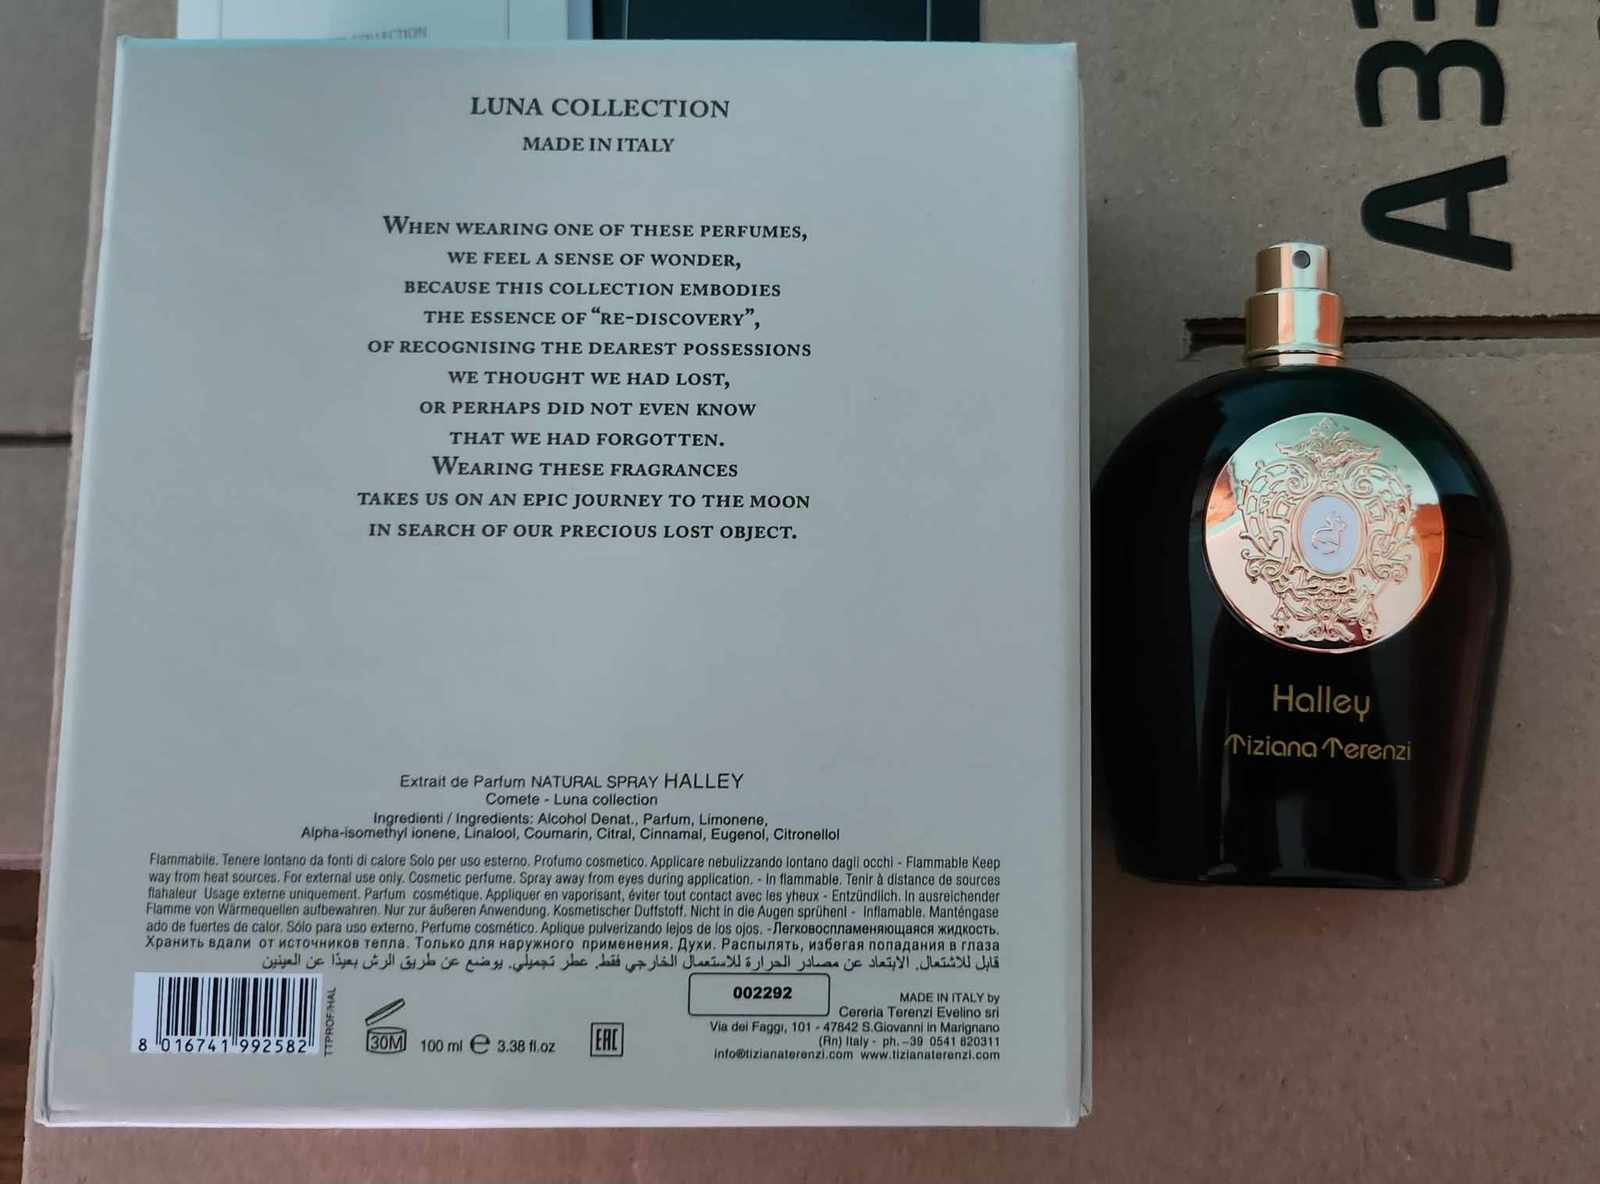 COLLECTION
LUNA COLLECTION
MADE IN ITALY
WHEN WEARING ONE OF THESE PERFUMES,
WE FEEL A SENSE OF WONDER,
BECAUSE THIS COLLECTION EMBODIES
THE ESSENCE OF “RE-DISCOVERY”,
OF RECOGNISING THE DEAREST POSSESSIONS
WE THOUGHT WE HAD LOST,
OR PERHAPS DID NOT EVEN KNOW
THAT WE HAD FORGOTTEN.
WEARING THESE FRAGRANCES
TAKES US ON AN EPIC JOURNEY TO THE MOON
IN SEARCH OF OUR PRECIOUS LOST OBJECT.
Extrait de Parfum NATURAL SPRAY HALLEY
Comete - Luna collection
Ingredienti / Ingredients: Alcohol Denat., Parfum, Limonene,
Alpha-isomethyl ionene, Linalool, Coumarin, Citral, Cinnamal, Eugenol, Citronellol
Flammabile. Tenere lontano da fonti di calore Solo per uso esterno. Profumo cosmetico. Applicare nebulizzando lontano dagli occhi - Flammable Keep
way from heat sources. For external use only. Cosmetic perfume. Spray away from eyes during application. - In flammable. Tenir à distance de sources
flahaleur Usage externe uniquement. Parfum cosmétique. Appliquer en vaporisant, éviter tout contact avec les yheux - Entzündlich. In ausreichender
Flamme von Wärmequellen aufbewahren. Nur zur äußeren Anwendung. Kosmetischer Duffstoff. Nicht in die Augen sprühenl - Inflamable. Manténgase
ado de fuertes de calor. Sólo para uso externo. Perfume cosmético. Aplique pulverizando lejos de los ojos. -Легковоспламеняющаяся жидкость.
Хранить вдали от источников тепла. Только для наружного применения. Духи. Распылять, избегая попадания в глаза
قابل للاشتعال. الابتعاد عن مصادر الحرارة للاستعمال الخارجي فقط. عطر تجميلي. يوضع عن طريق الرش بعيدًا عن العينين
8 016741 992582
TTPROF/HAL
30M
100 ml e 3.38 fl.oz
EAC
002292
MADE IN ITALY by
Cereria Terenzi Evelino srl
Via dei Faggi, 101 - 47842 S.Giovanni in Marignano
(Rn) Italy - ph.-39 0541 820311
info@tizianaterenzi.com www.tizianaterenzi.com
Halley
Tiziana Terenzi